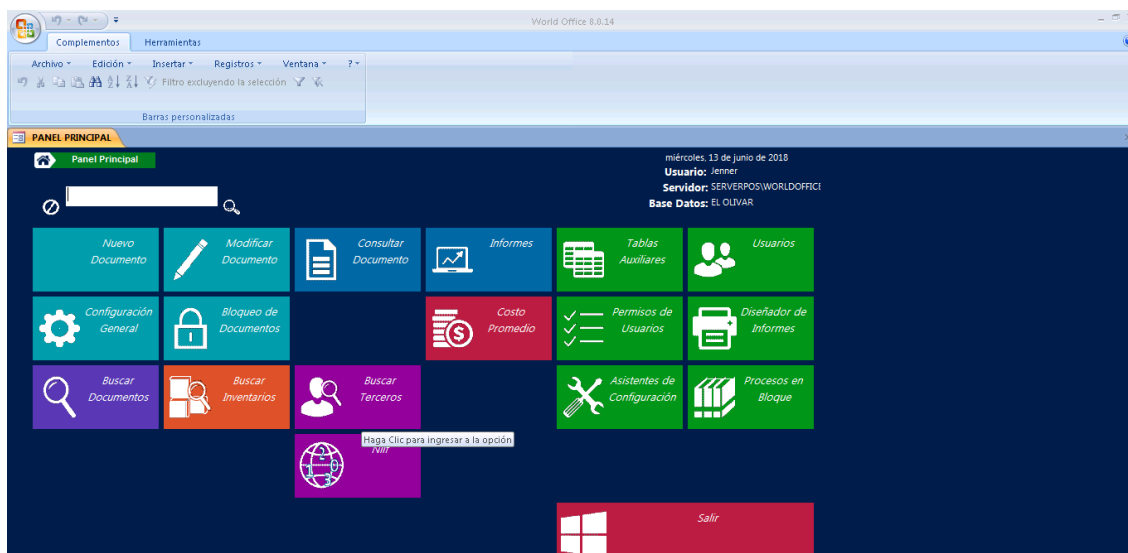 World Office 8.0.14
Complementos Herramientas
Archivo Edición Insertar Registros Ventana ?
Filtro excluyendo la selección
Barras personalizadas
PANEL PRINCIPAL
Panel Principal
miércoles, 13 de junio de 2018
Usuario: Jenner
Servidor: SERVERPOS\WORLDOFFICE
Base Datos: EL OLIVAR
Nuevo Documento
Modificar Documento
Consultar Documento
Informes
Tablas Auxiliares
Usuarios
Configuración General
Bloqueo de Documentos
Costo Promedio
Permisos de Usuarios
Diseñador de Informes
Buscar Documentos
Buscar Inventarios
Buscar Terceros
Asistentes de Configuración
Procesos en Bloque
Haga Clic para ingresar a la opción
Niif
Salir